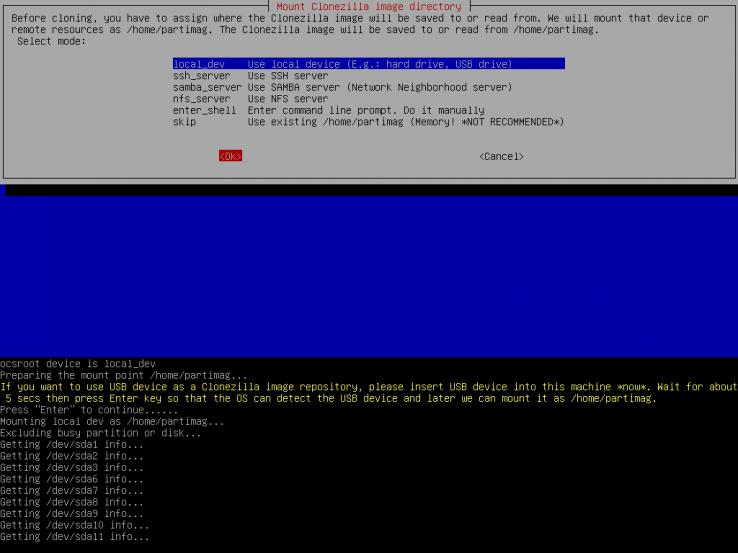 Mount Clonezilla image directory
Before cloning, you have to assign where the Clonezilla image will be saved to or read from. We will mount that device or
remote resources as /home/partimag. The Clonezilla image will be saved to or read from /home/partimag.
Select mode:
local_dev Use local device (E.g.: hard drive, USB drive)
ssh_server Use SSH server
samba_server Use SAMBA server (Network Neighborhood server)
nfs_server Use NFS server
enter_shell Enter command line prompt. Do it manually
skip Use existing /home/partimag (Memory! *NOT RECOMMENDED*)
<Ok> <Cancel>
ocsroot device is local_dev
Preparing the mount point /home/partimag...
If you want to use USB device as a Clonezilla image repository, please insert USB device into this machine *now*. Wait for about
5 secs then press Enter key so that the OS can detect the USB device and later we can mount it as /home/partimag.
Press "Enter" to continue......
Mounting local dev as /home/partimag...
Excluding busy partition or disk...
Getting /dev/sda1 info...
Getting /dev/sda2 info...
Getting /dev/sda3 info...
Getting /dev/sda6 info...
Getting /dev/sda7 info...
Getting /dev/sda8 info...
Getting /dev/sda9 info...
Getting /dev/sda10 info...
Getting /dev/sda11 info...